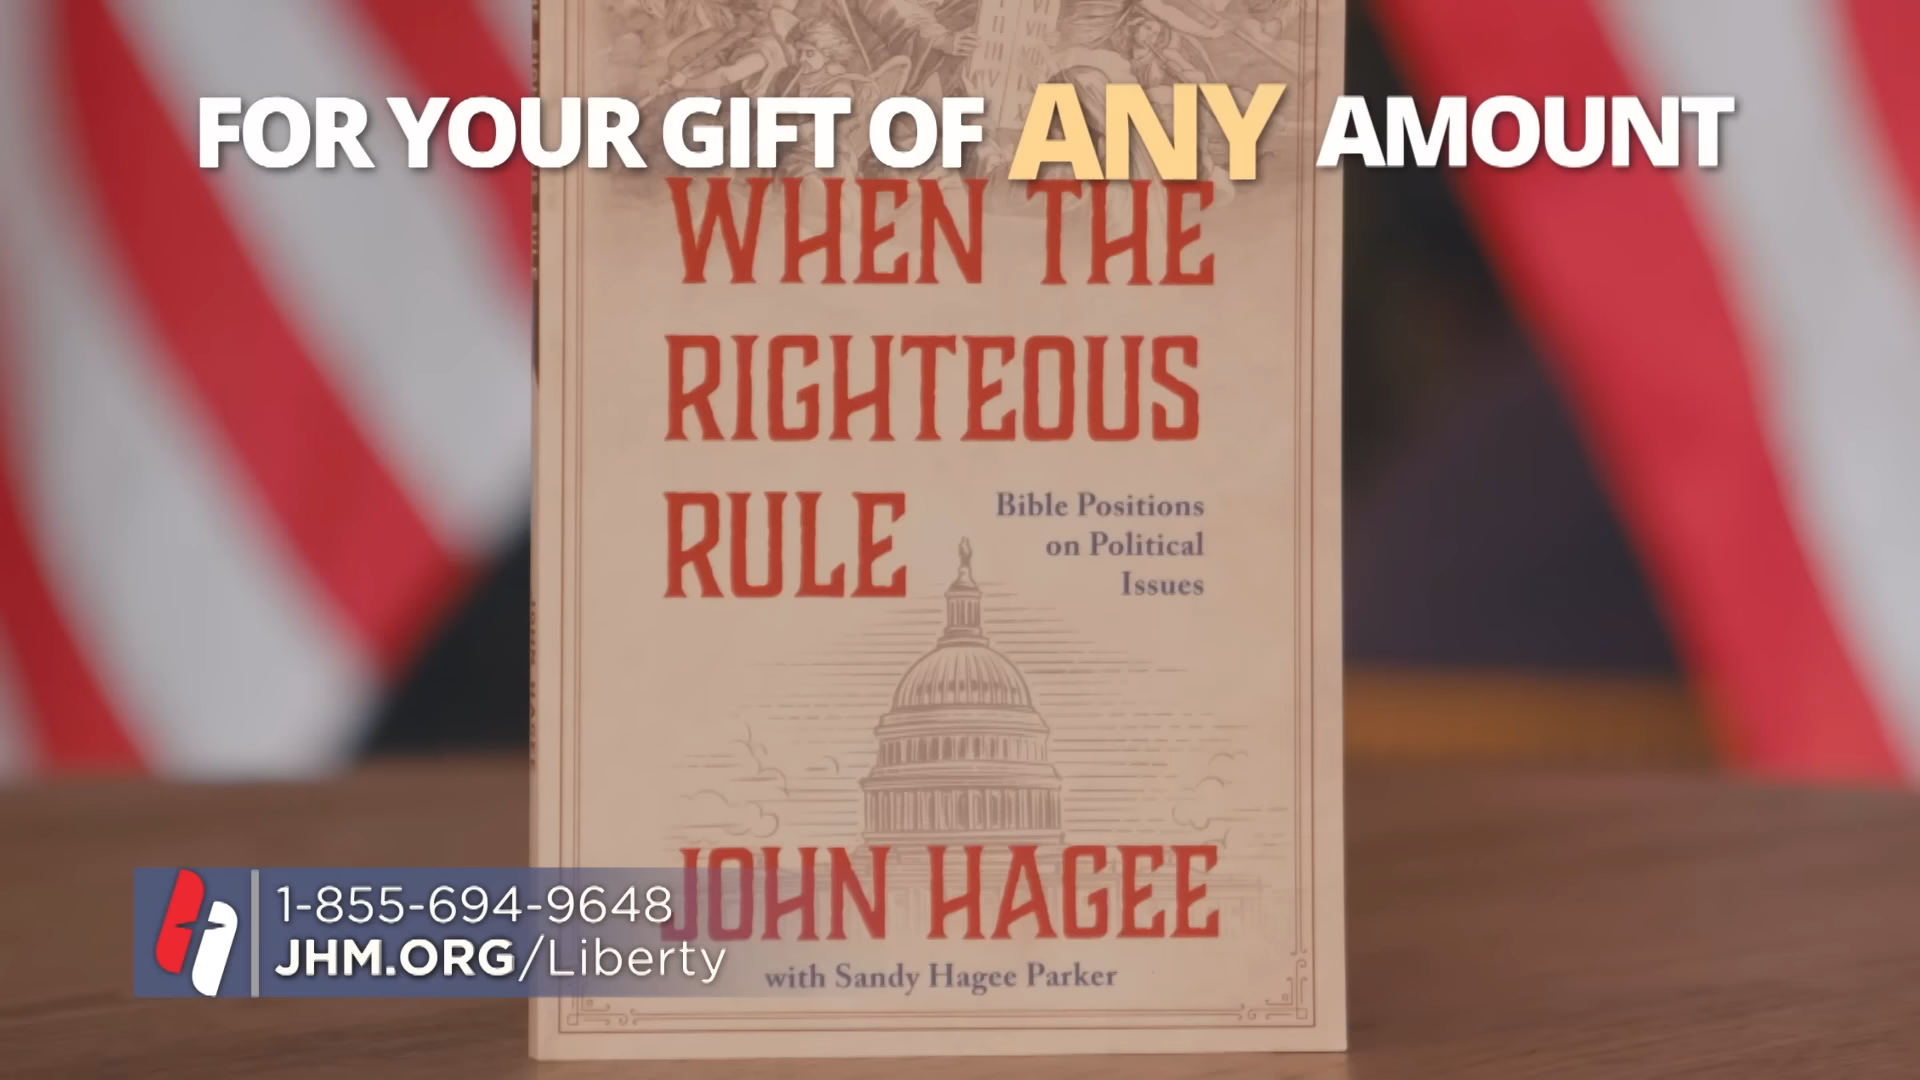 FOR YOUR GIFT OF ANY AMOUNT
WHEN THE
RIGHTEOUS
RULE
Bible Positions
on Political
Issues
JOHN HAGEE
with Sandy Hagee Parker
1-855-694-9648
JHM.ORG/Liberty